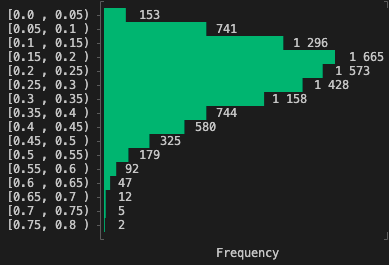 [0.0 , 0.05) 153
[0.05, 0.1 ) 741
[0.1 , 0.15) 1 296
[0.15, 0.2 ) 1 665
[0.2 , 0.25) 1 573
[0.25, 0.3 ) 1 428
[0.3 , 0.35) 1 158
[0.35, 0.4 ) 744
[0.4 , 0.45) 580
[0.45, 0.5 ) 325
[0.5 , 0.55) 179
[0.55, 0.6 ) 92
[0.6 , 0.65) 47
[0.65, 0.7 ) 12
[0.7 , 0.75) 5
[0.75, 0.8 ) 2
Frequency